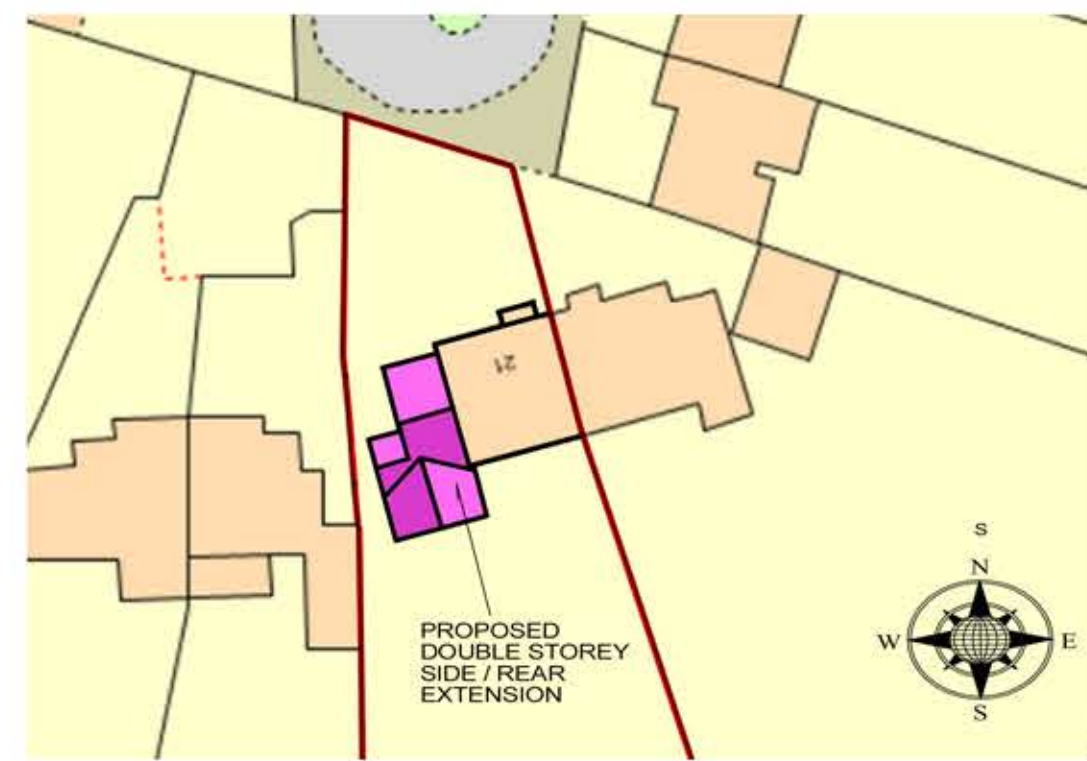 21
PROPOSED
DOUBLE STOREY
SIDE / REAR
EXTENSION
s
N
W
E
S